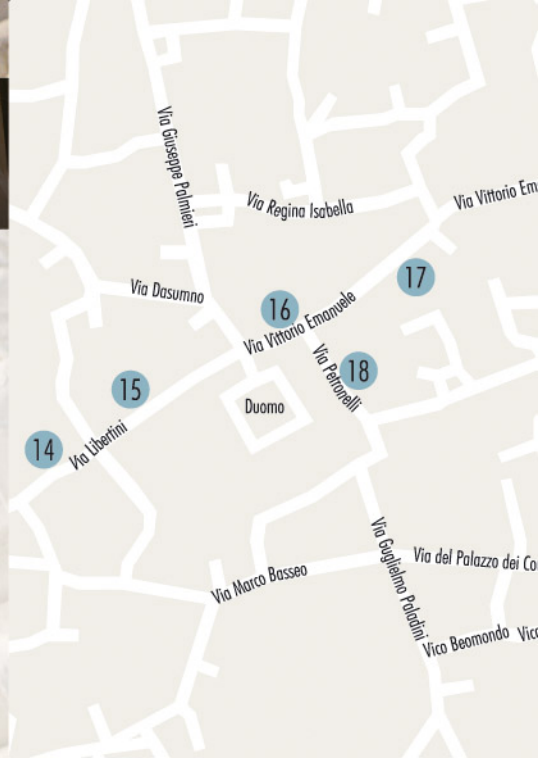 Via Giuseppe Palmieri
Via Regina Isabella
Via Vittorio Em
Via Dasumno
16
17
Via Vittorio Emanuele
15
18
Via Petronelli
Duomo
14
Via Libertini
Via Guglielmo Paladini
Via del Palazzo dei Co
Via Marco Basseo
Vico Beomondo
Vico